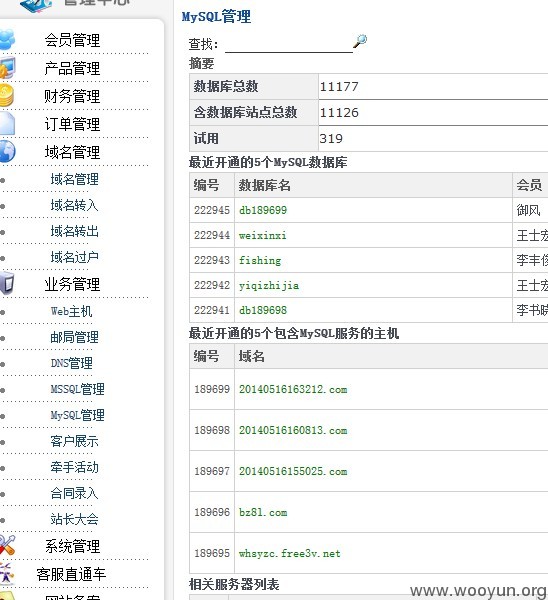 管理中心
会员管理
产品管理
财务管理
订单管理
域名管理
域名管理
域名转入
域名转出
域名过户
业务管理
Web主机
邮局管理
DNS管理
MSSQL管理
MySQL管理
客户展示
牵手活动
合同录入
站长大会
系统管理
客服直通车
MySQL管理
查找：
摘要
数据库总数 11177
含数据库站点总数 11126
试用 319
最近开通的5个MySQL数据库
编号 数据库名 会员
222945 db189699 御风
222944 weixinxi 王士宏
222943 fishing 李丰俊
222942 yiqizhijia 王士宏
222941 db189698 李书晓
最近开通的5个包含MySQL服务的主机
编号 域名
189699 20140516163212.com
189698 20140516160813.com
189697 20140516155025.com
189696 bz81.com
189695 whsyzc.free3v.net
相关服务器列表
www.wooyun.org